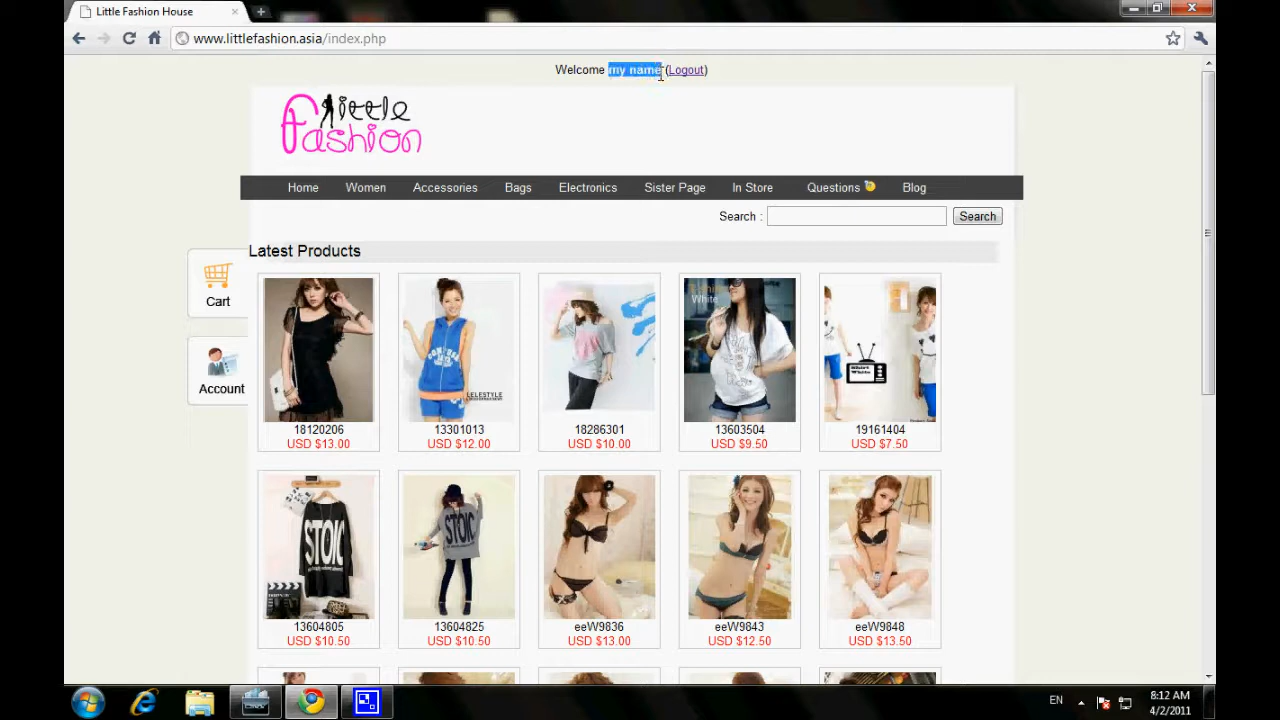 Little Fashion House
www.littlefashion.asia/index.php
Welcome my name (Logout)
Little
Fashion
Home Women Accessories Bags Electronics Sister Page In Store Questions Blog
Search : Search
Latest Products
Cart
Account
White
LELESTYLE
STOIC
STOIC
18120206 13301013 18286301 13603504 19161404
USD $13.00 USD $12.00 USD $10.00 USD $9.50 USD $7.50
13604805 13604825 eeW9836 eeW9843 eeW9848
USD $10.50 USD $10.50 USD $13.00 USD $12.50 USD $13.50
EN 8:12 AM
4/2/2011